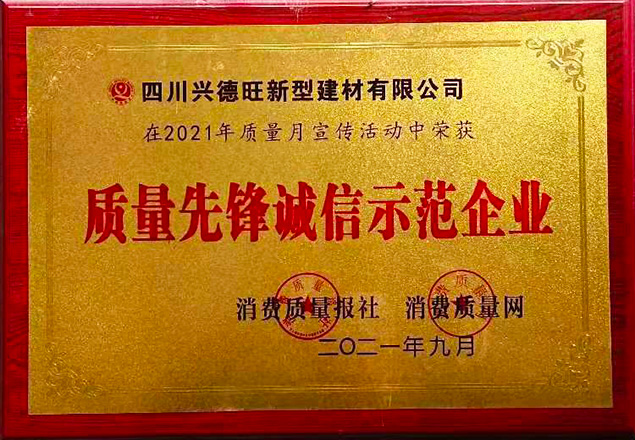 四川兴德旺新型建材有限公司
在2021年质量月宣传活动中荣获
质量先锋诚信示范企业
消费质量报社 消费质量网
二〇二一年九月